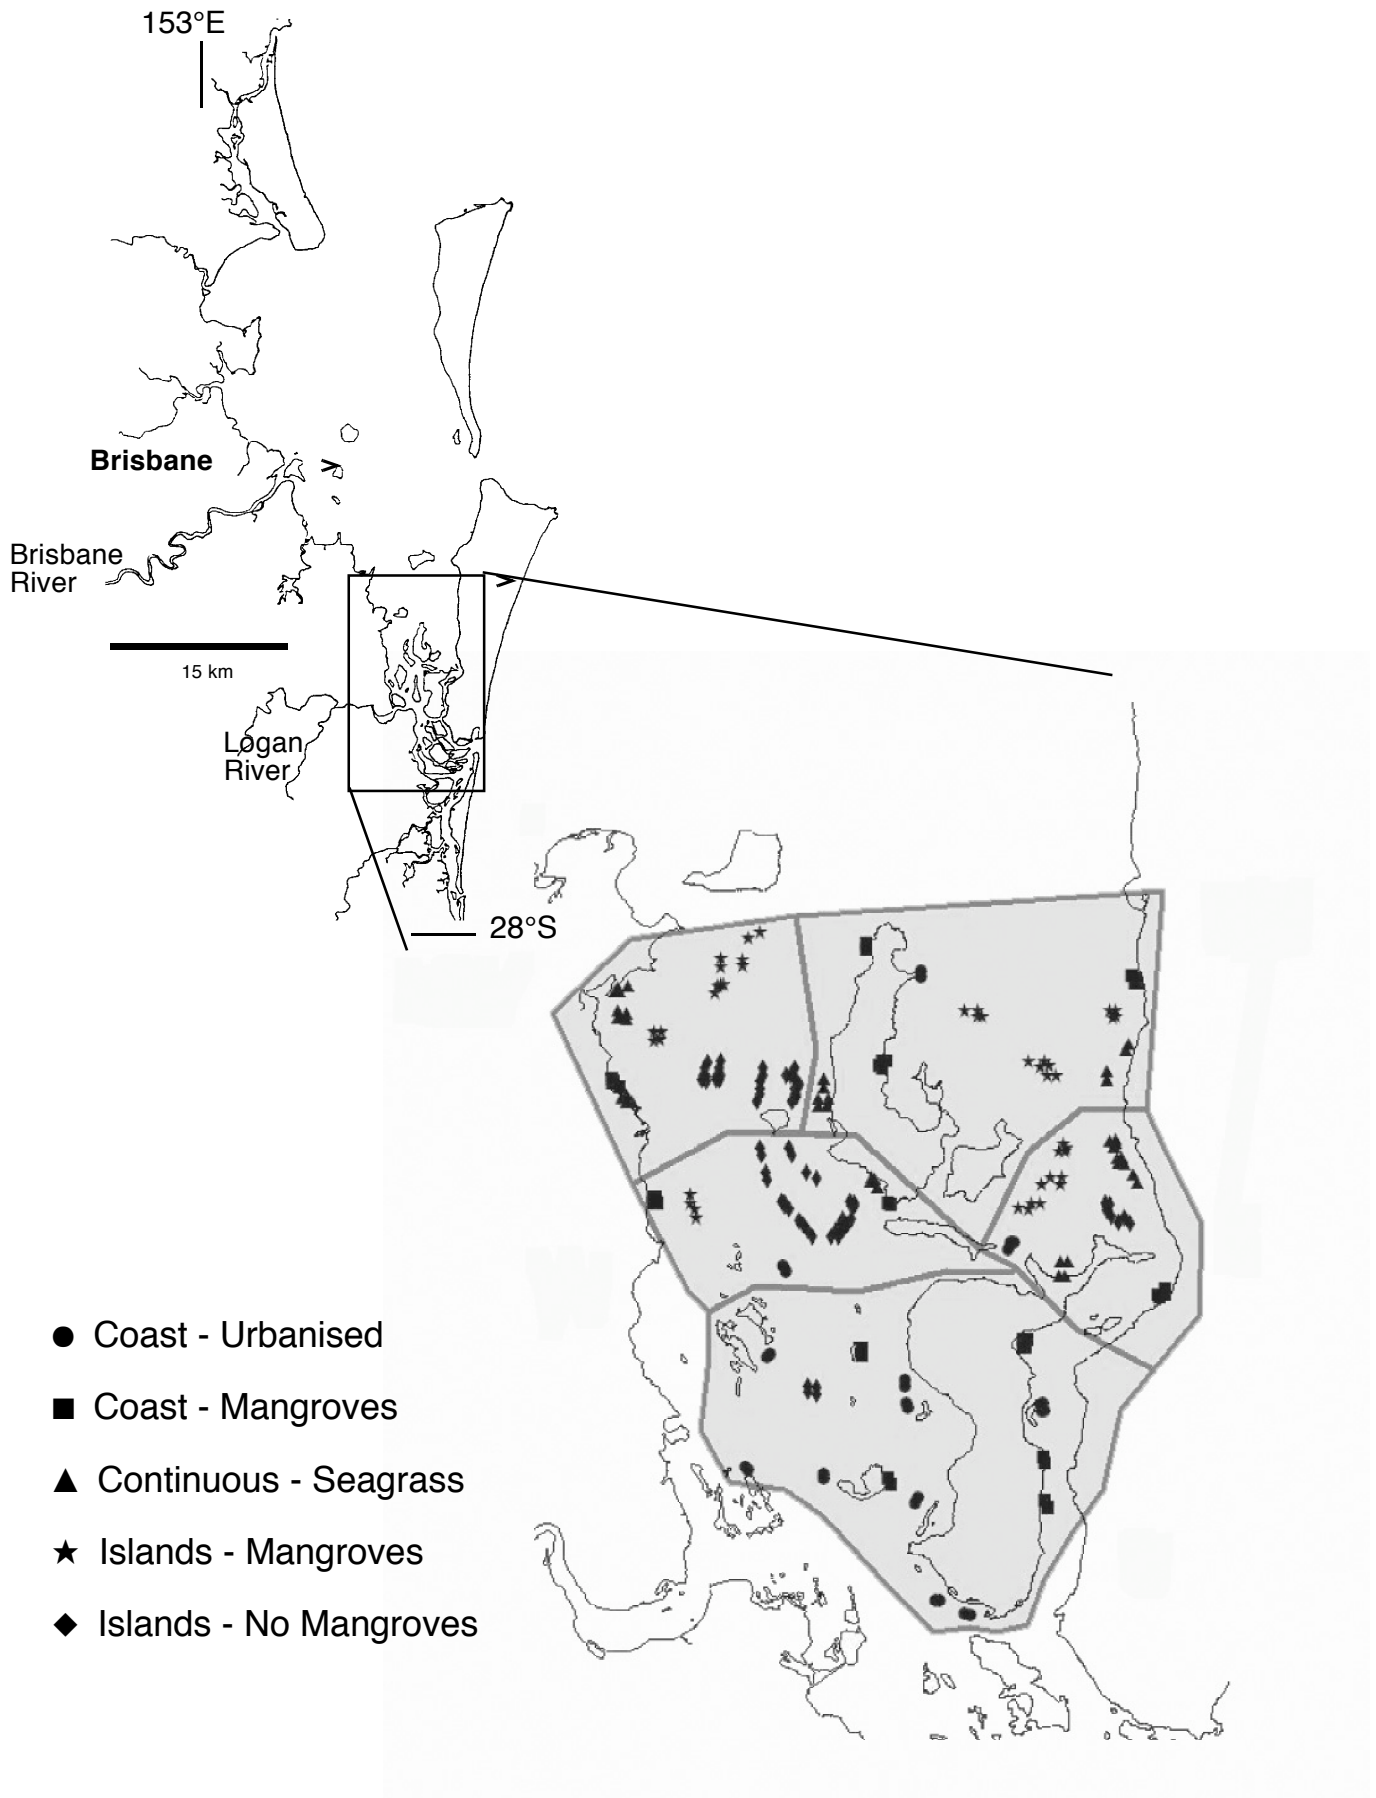 153°E
Brisbane
Brisbane
River
15 km
Logan
River
28°S
Coast - Urbanised
Coast - Mangroves
Continuous - Seagrass
Islands - Mangroves
Islands - No Mangroves